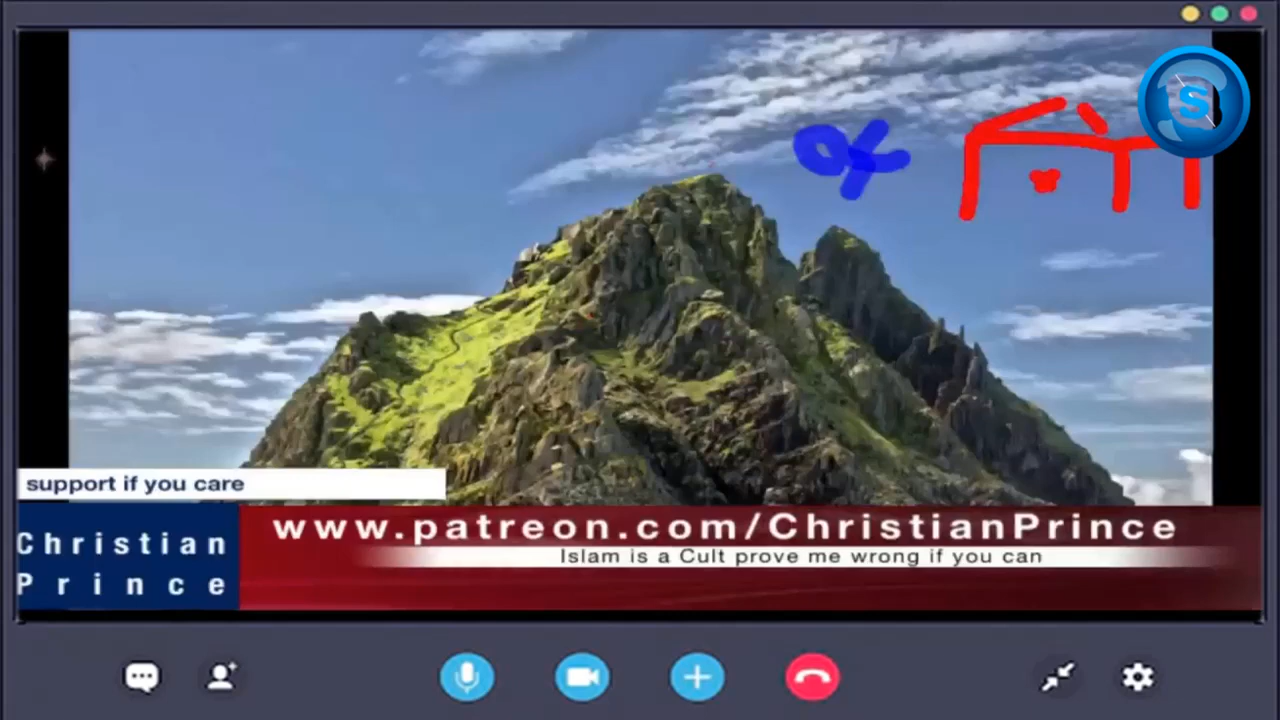 support if you care
Christian
Prince
www.patreon.com/ChristianPrince
Islam is a Cult prove me wrong if you can
S